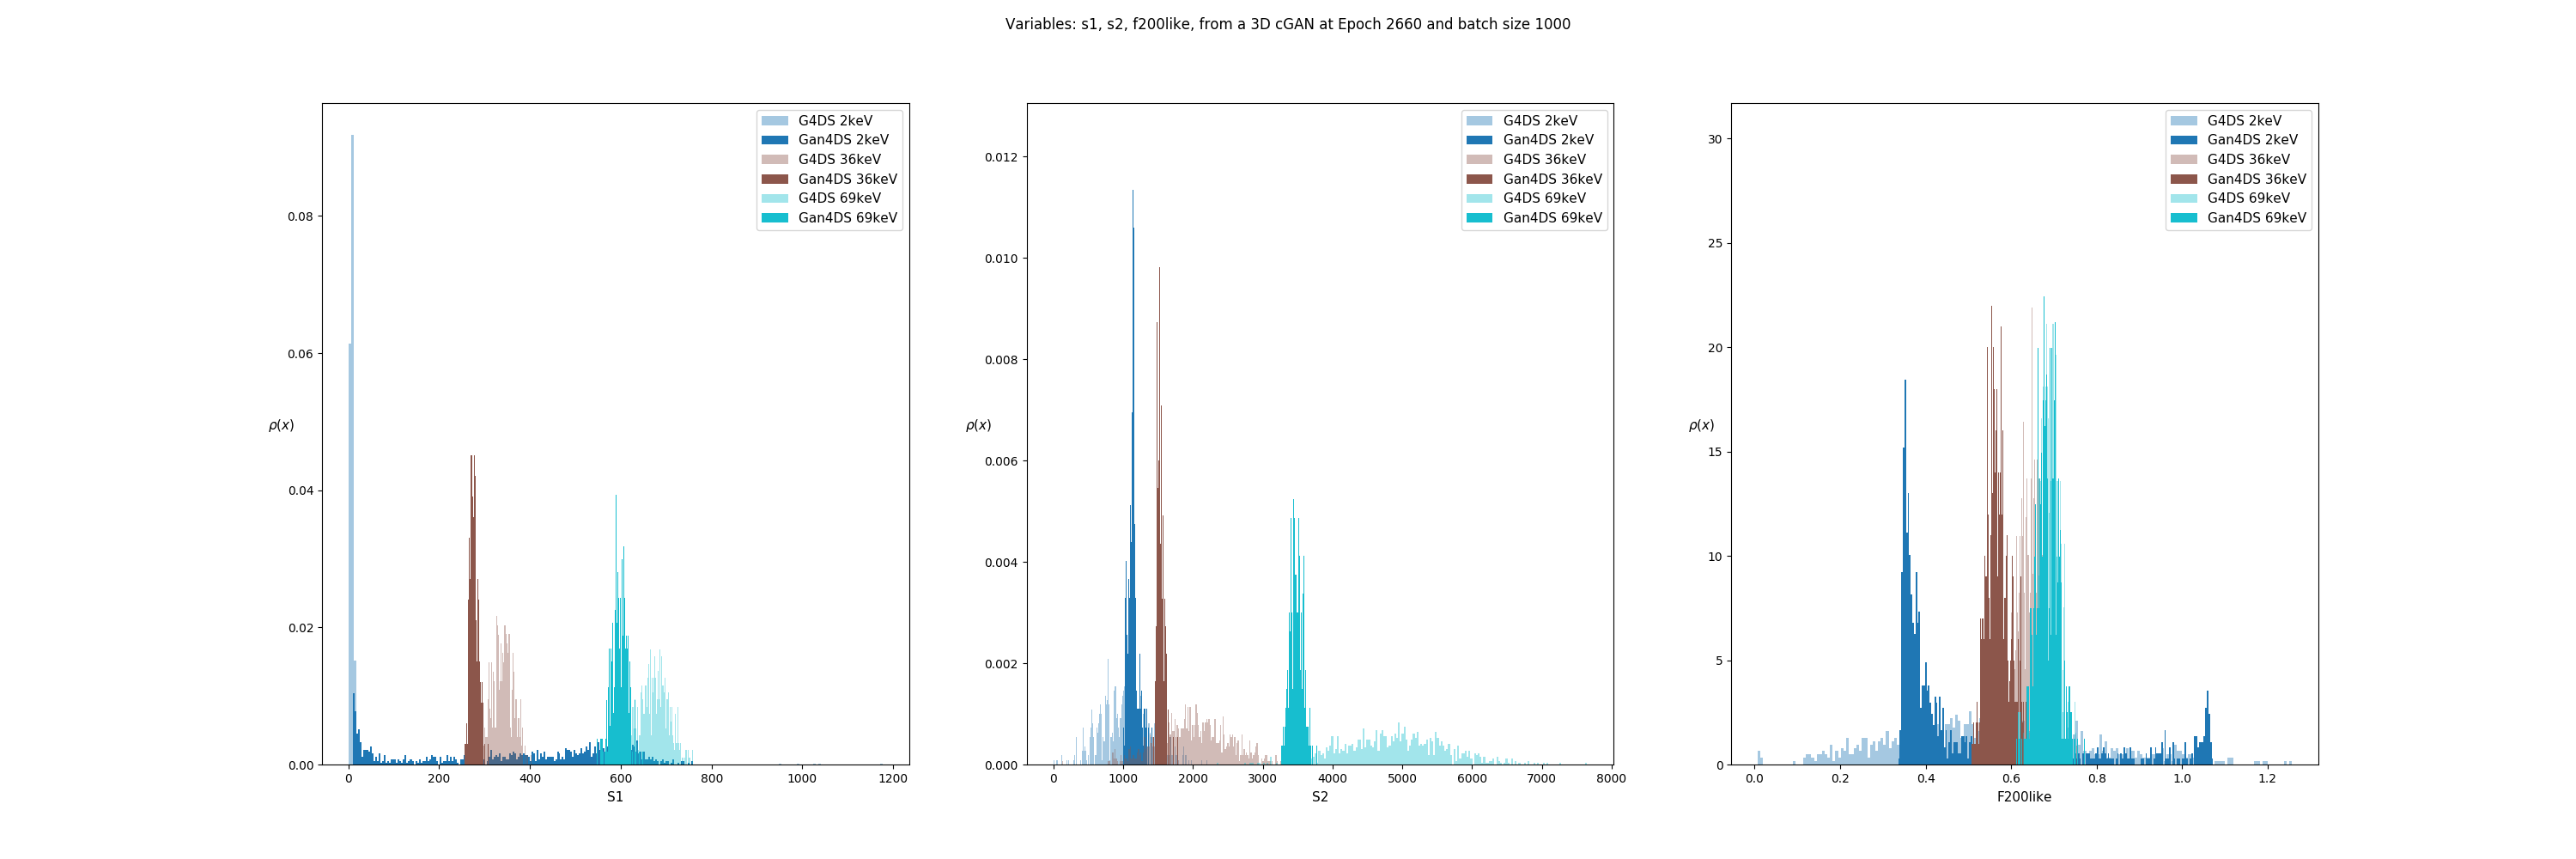 Variables: s1, s2, f200like, from a 3D cGAN at Epoch 2660 and batch size 1000
0.08
0.06
0.04
0.02
0.00
ρ(x)
0 200 400 600 800 1000 1200
S1
G4DS 2keV
Gan4DS 2keV
G4DS 36keV
Gan4DS 36keV
G4DS 69keV
Gan4DS 69keV
0.012
0.010
0.008
0.006
0.004
0.002
0.000
ρ(x)
0 1000 2000 3000 4000 5000 6000 7000 8000
S2
G4DS 2keV
Gan4DS 2keV
G4DS 36keV
Gan4DS 36keV
G4DS 69keV
Gan4DS 69keV
30
25
20
15
10
5
0
ρ(x)
0.0 0.2 0.4 0.6 0.8 1.0 1.2
F200like
G4DS 2keV
Gan4DS 2keV
G4DS 36keV
Gan4DS 36keV
G4DS 69keV
Gan4DS 69keV